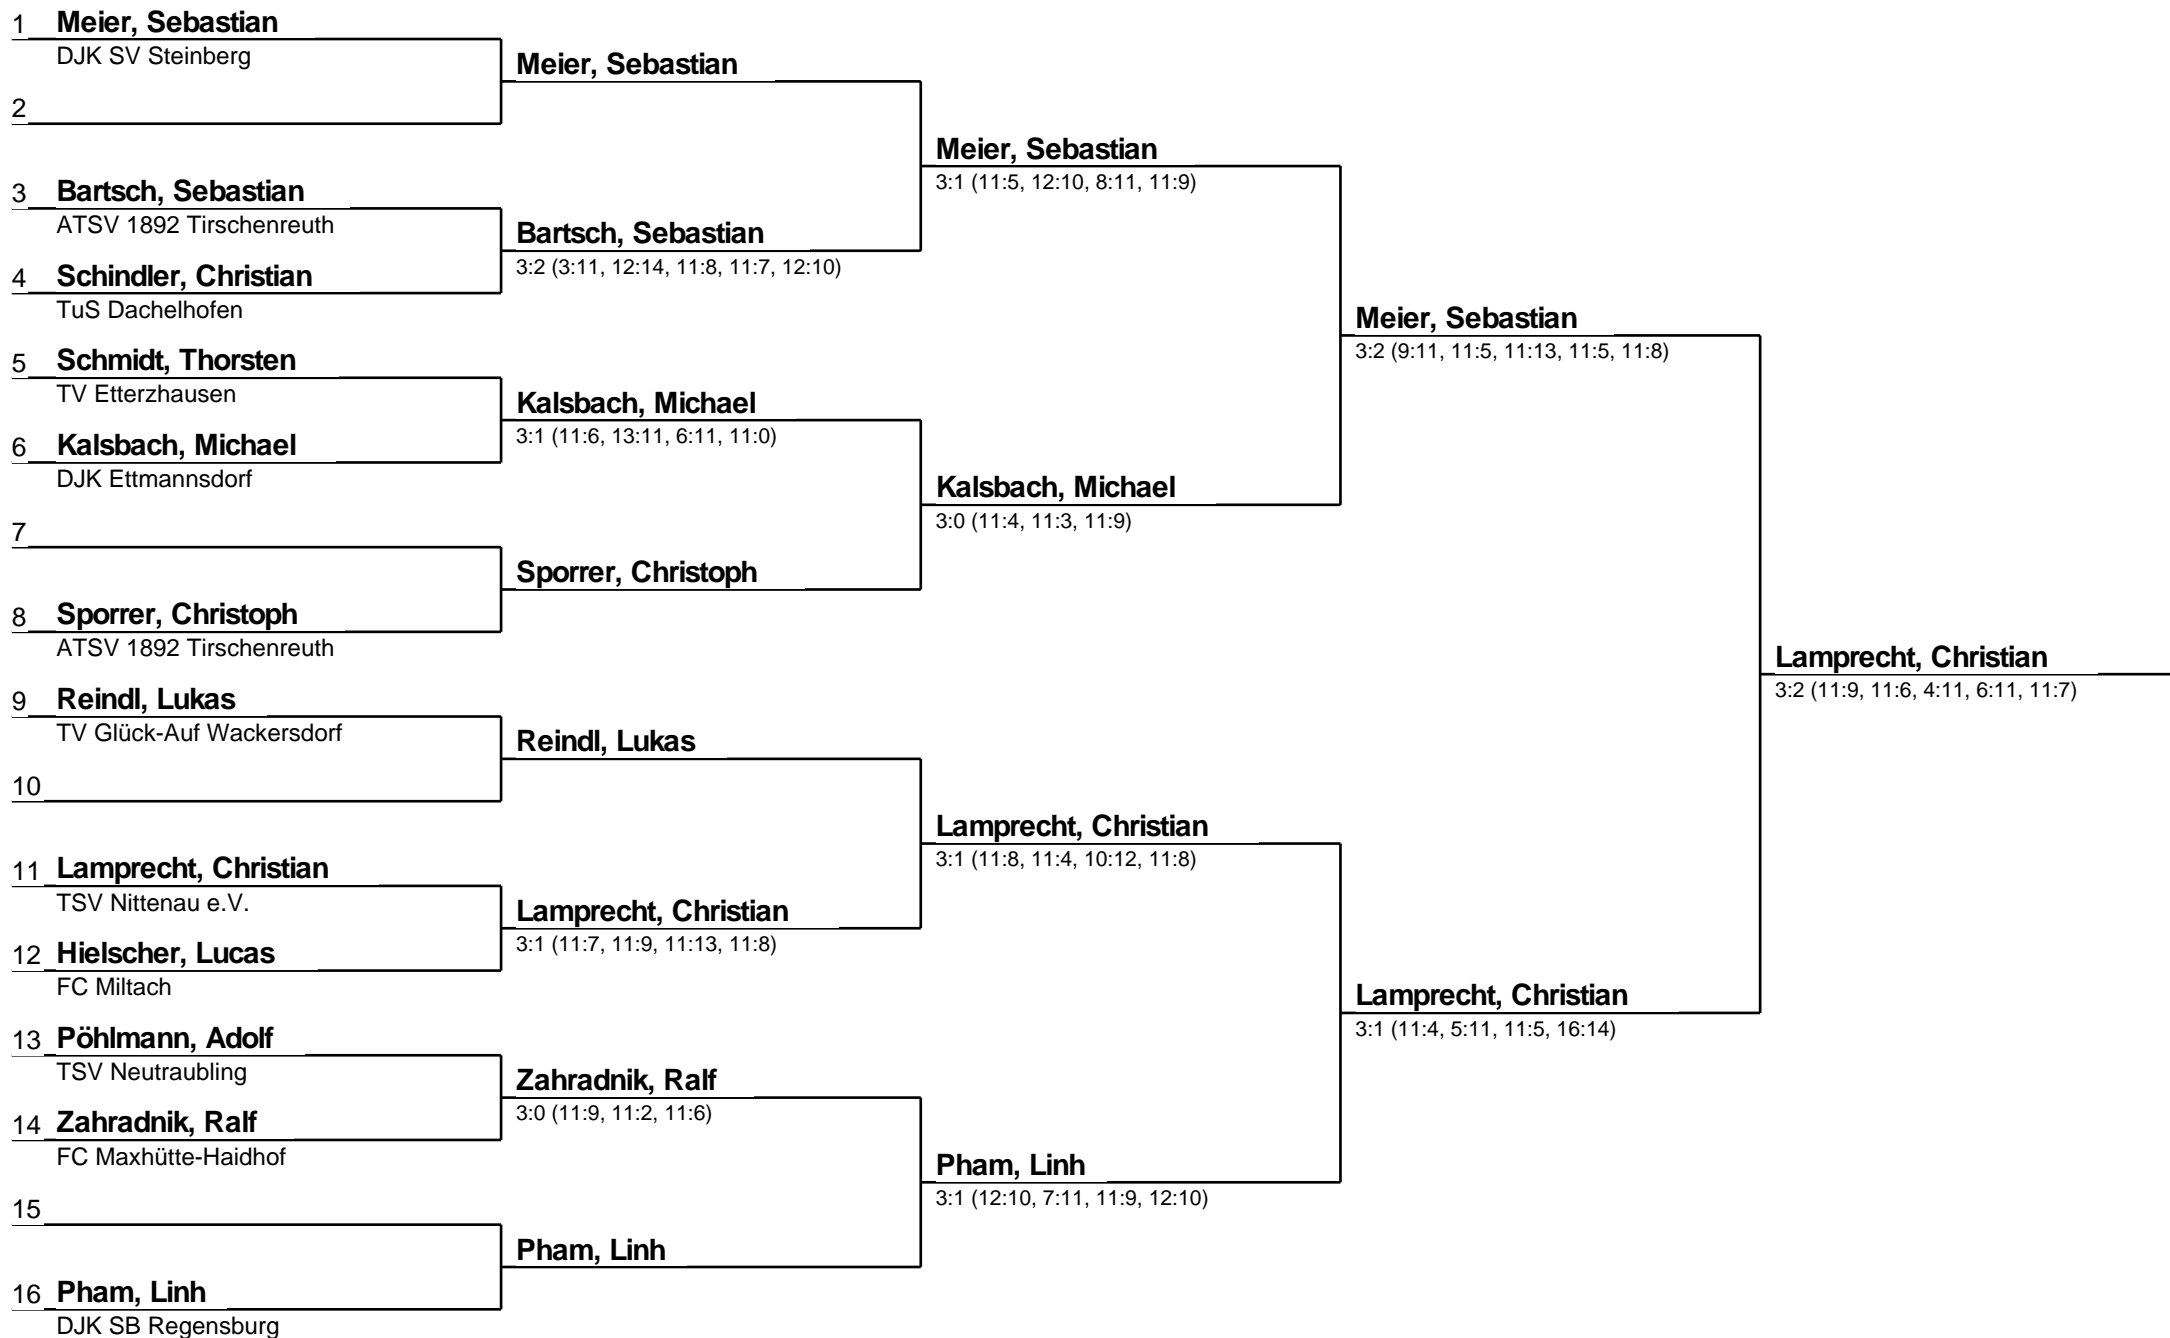 1 Meier, Sebastian
DJK SV Steinberg
Meier, Sebastian
2
Meier, Sebastian
3:1 (11:5, 12:10, 8:11, 11:9)
3 Bartsch, Sebastian
ATSV 1892 Tirschenreuth
Bartsch, Sebastian
3:2 (3:11, 12:14, 11:8, 11:7, 12:10)
4 Schindler, Christian
TuS Dachelhofen
Meier, Sebastian
3:2 (9:11, 11:5, 11:13, 11:5, 11:8)
5 Schmidt, Thorsten
TV Etterzhausen
Kalsbach, Michael
3:1 (11:6, 13:11, 6:11, 11:0)
6 Kalsbach, Michael
DJK Ettmannsdorf
Kalsbach, Michael
3:0 (11:4, 11:3, 11:9)
7
Sporrer, Christoph
8 Sporrer, Christoph
ATSV 1892 Tirschenreuth
Lamprecht, Christian
3:2 (11:9, 11:6, 4:11, 6:11, 11:7)
9 Reindl, Lukas
TV Glück-Auf Wackersdorf
Reindl, Lukas
10
Lamprecht, Christian
3:1 (11:8, 11:4, 10:12, 11:8)
11 Lamprecht, Christian
TSV Nittenau e.V.
Lamprecht, Christian
3:1 (11:7, 11:9, 11:13, 11:8)
12 Hielscher, Lucas
FC Miltach
Lamprecht, Christian
3:1 (11:4, 5:11, 11:5, 16:14)
13 Pöhlmann, Adolf
TSV Neutraubling
Zahradnik, Ralf
3:0 (11:9, 11:2, 11:6)
14 Zahradnik, Ralf
FC Maxhütte-Haidhof
Pham, Linh
3:1 (12:10, 7:11, 11:9, 12:10)
15
Pham, Linh
16 Pham, Linh
DJK SB Regensburg